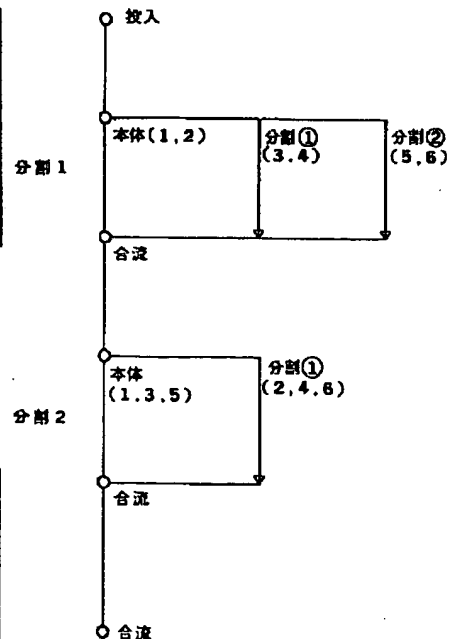 投入
本体(1,2)
分割①
(3.4)
分割②
(5,6)
分割1
合流
本体
(1.3.5)
分割①
(2,4,6)
分割2
合流
合流